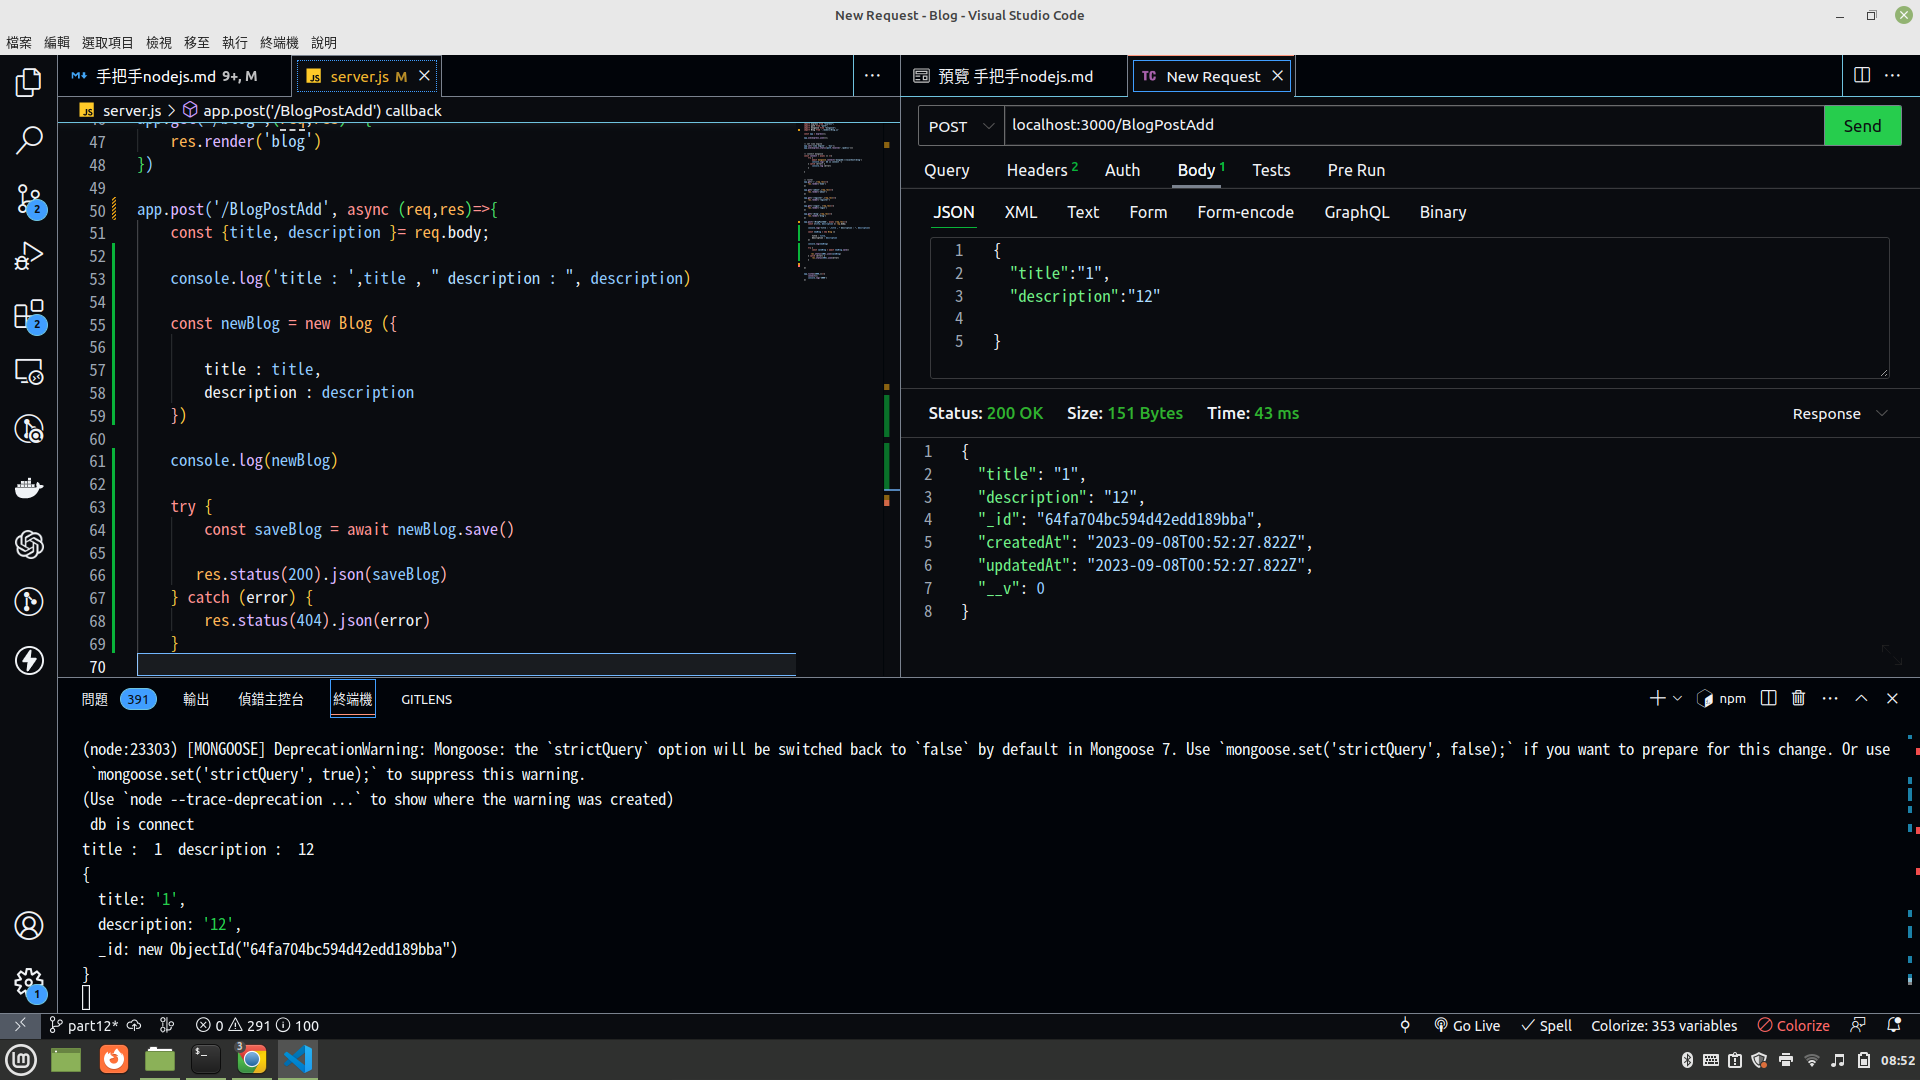 New Request - Blog - Visual Studio Code
檔案 編輯 選取項目 檢視 移至 執行 終端機 說明
手把手nodejs.md 9+, M
server.js M
預覽 手把手nodejs.md
TC New Request
server.js > app.post('/BlogPostAdd') callback
47 res.render('blog')
48 })
49
50 app.post('/BlogPostAdd', async (req,res)=>{
51 const {title, description }= req.body;
52
53 console.log('title : ',title , " description : ", description)
54
55 const newBlog = new Blog ({
56
57 title : title,
58 description : description
59 })
60
61 console.log(newBlog)
62
63 try {
64 const saveBlog = await newBlog.save()
65
66 res.status(200).json(saveBlog)
67 } catch (error) {
68 res.status(404).json(error)
69 }
70
POST localhost:3000/BlogPostAdd Send
Query Headers 2 Auth Body 1 Tests Pre Run
JSON XML Text Form Form-encode GraphQL Binary
1 {
2 "title":"1",
3 "description":"12"
4
5 }
Status: 200 OK Size: 151 Bytes Time: 43 ms Response
1 {
2 "title": "1",
3 "description": "12",
4 "_id": "64fa704bc594d42edd189bba",
5 "createdAt": "2023-09-08T00:52:27.822Z",
6 "updatedAt": "2023-09-08T00:52:27.822Z",
7 "__v": 0
8 }
2
2
1
問題 391 輸出 偵錯主控台 終端機 GITLENS
npm
(node:23303) [MONGOOSE] DeprecationWarning: Mongoose: the `strictQuery` option will be switched back to `false` by default in Mongoose 7. Use `mongoose.set('strictQuery', false);` if you want to prepare for this change. Or use
`mongoose.set('strictQuery', true);` to suppress this warning.
(Use `node --trace-deprecation ...` to show where the warning was created)
db is connect
title :  1  description :  12
{
title: '1',
description: '12',
_id: new ObjectId("64fa704bc594d42edd189bba")
}
part12* 0 291 100
Go Live Spell Colorize: 353 variables Colorize
3
08:52